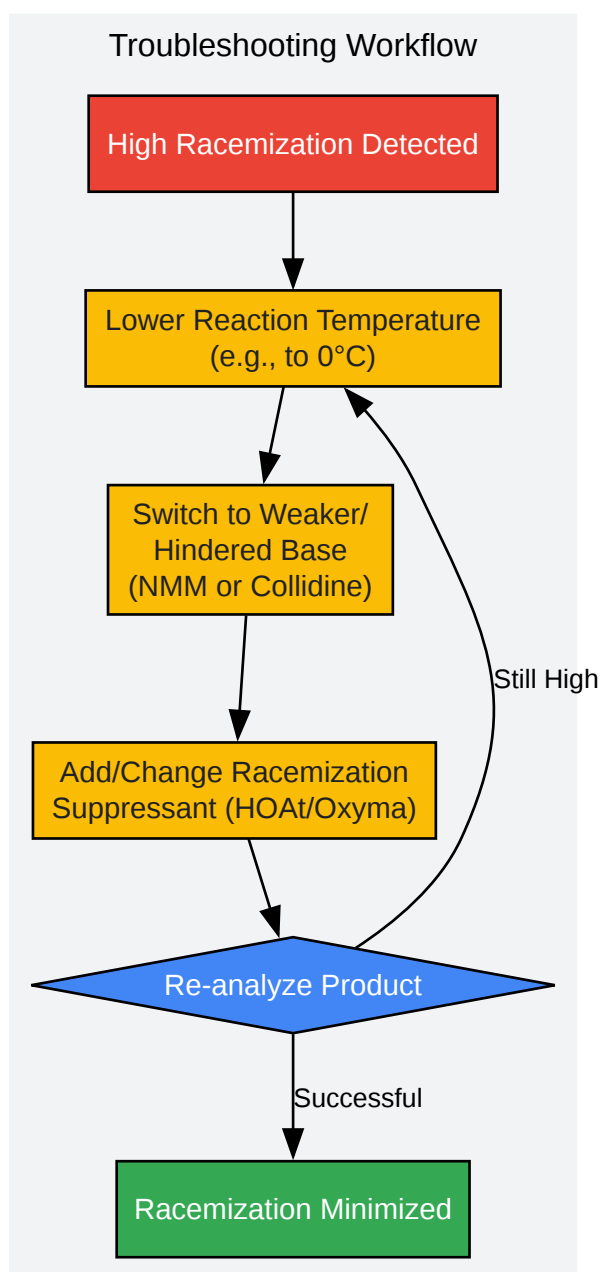 Troubleshooting Workflow
High Racemization Detected
Lower Reaction Temperature
(e.g., to 0°C)
Switch to Weaker/
Hindered Base
(NMM or Collidine)
Still High
Add/Change Racemization
Suppressant (HOAt/Oxyma)
Re-analyze Product
Successful
Racemization Minimized